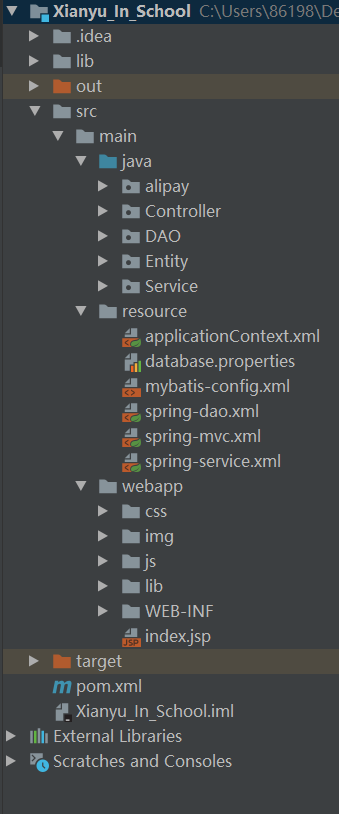 Xianyu_In_School C:\Users\86198\De
.idea
lib
out
src
main
java
alipay
Controller
DAO
Entity
Service
resource
applicationContext.xml
database.properties
mybatis-config.xml
spring-dao.xml
spring-mvc.xml
spring-service.xml
webapp
css
img
js
lib
WEB-INF
JSP index.jsp
target
m pom.xml
Xianyu_In_School.iml
External Libraries
Scratches and Consoles